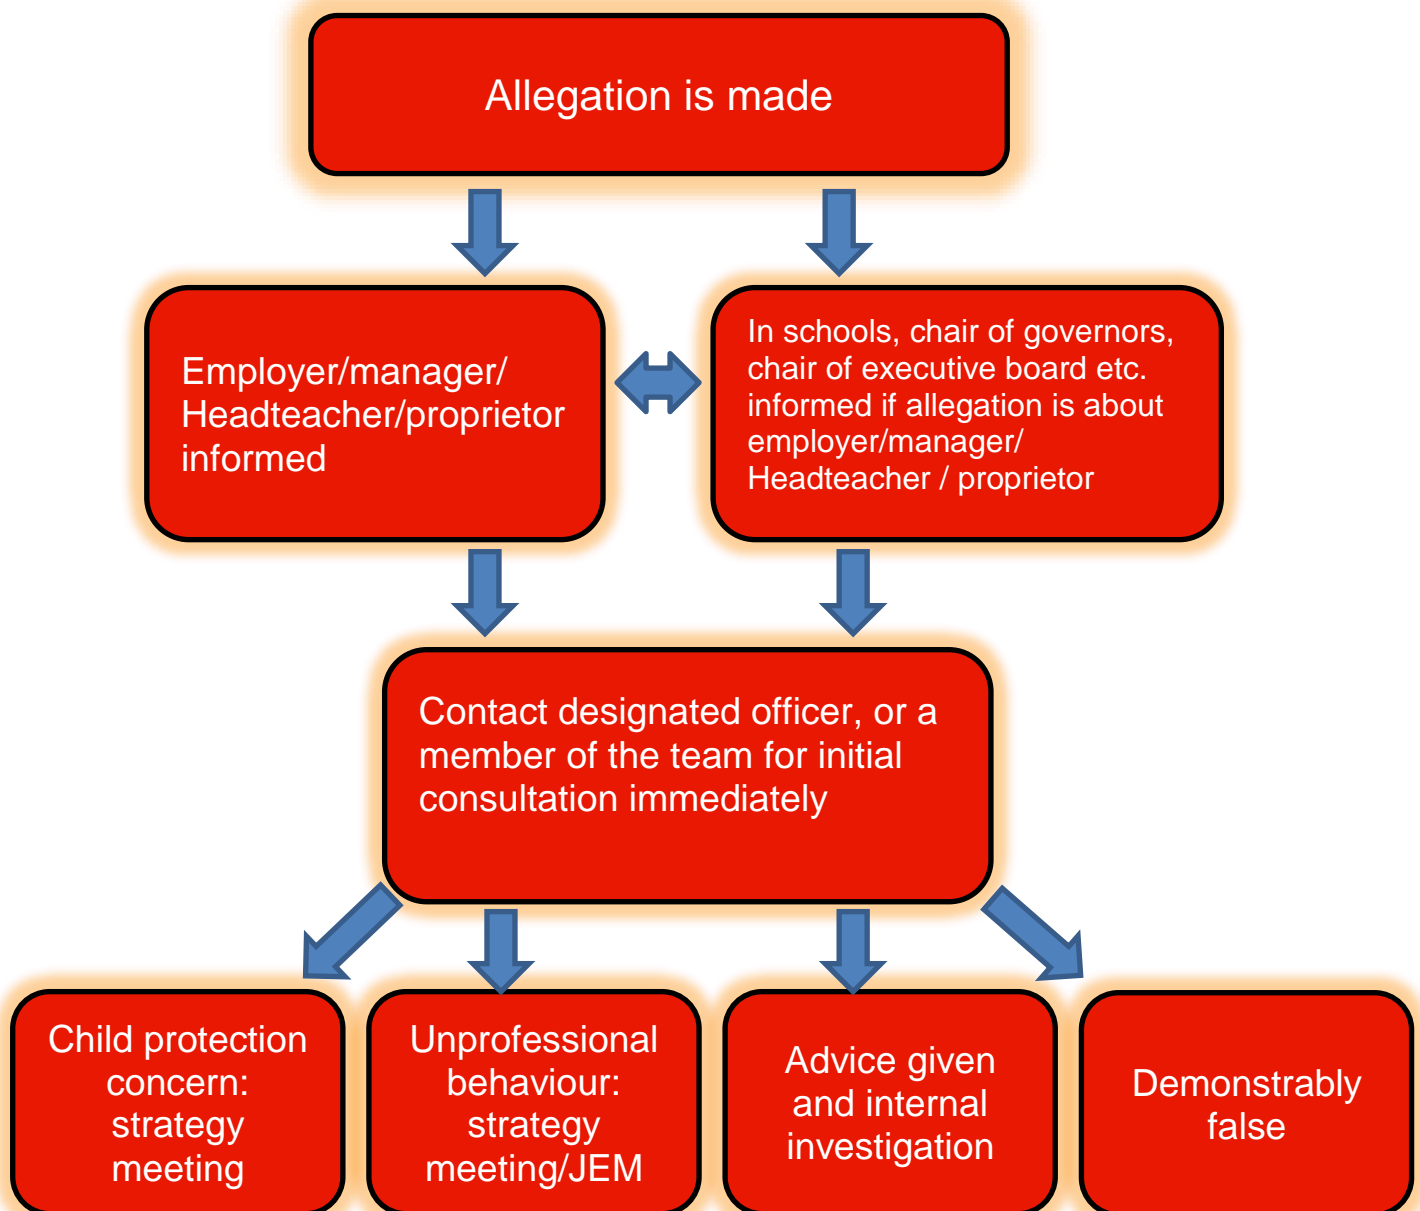 Allegation is made
Employer/manager/
Headteacher/proprietor
informed
In schools, chair of governors,
chair of executive board etc.
informed if allegation is about
employer/manager/
Headteacher / proprietor
Contact designated officer, or a
member of the team for initial
consultation immediately
Child protection
concern:
strategy
meeting
Unprofessional
behaviour:
strategy
meeting/JEM
Advice given
and internal
investigation
Demonstrably
false